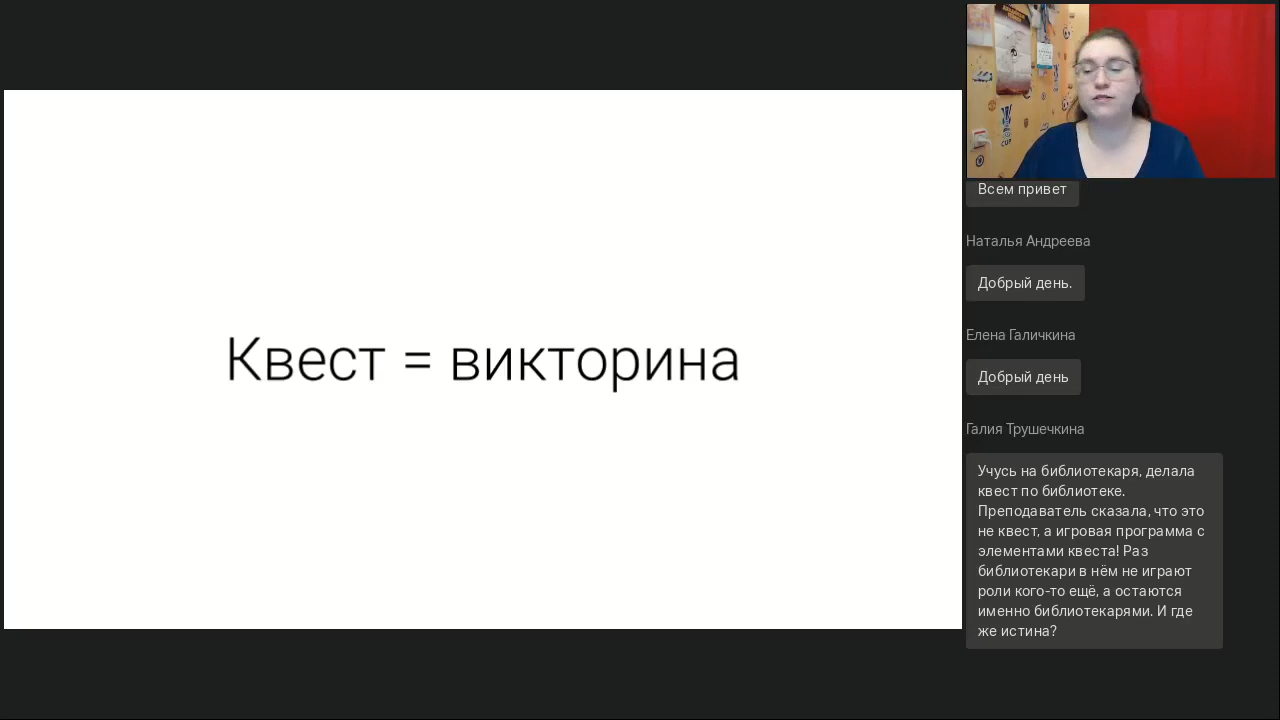 Квест = викторина
CUP
Всем привет
Наталья Андреева
Добрый день.
Елена Галичкина
Добрый день
Галия Трушечкина
Учусь на библиотекаря, делала
квест по библиотеке.
Преподаватель сказала, что это
не квест, а игровая программа с
элементами квеста! Раз
библиотекари в нём не играют
роли кого-то ещё, а остаются
именно библиотекарями. И где
же истина?